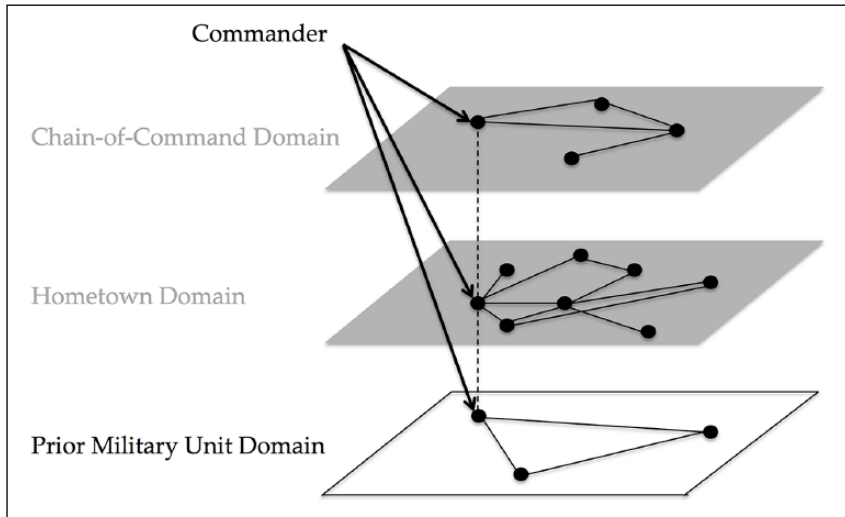 Commander
Chain-of-Command Domain
Hometown Domain
Prior Military Unit Domain